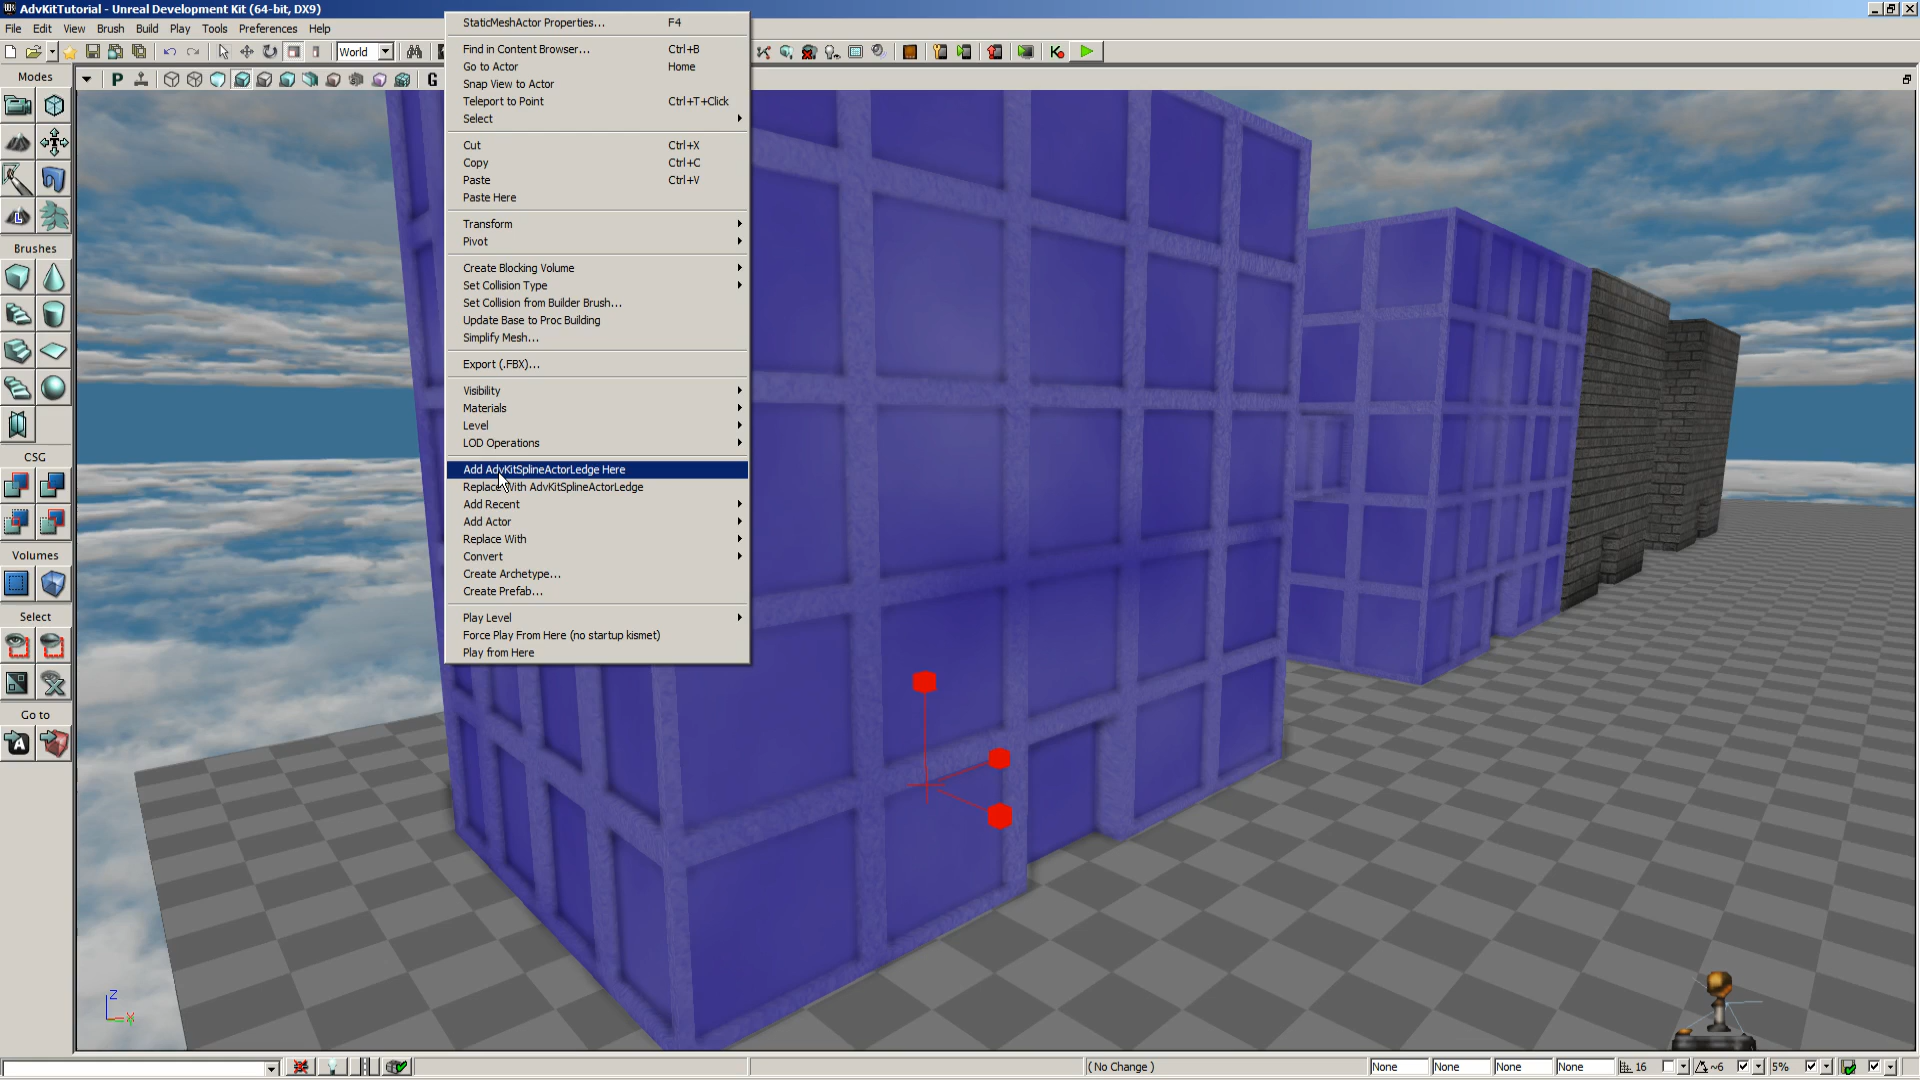 AdvKitTutorial - Unreal Development Kit (64-bit, DX9)
File Edit View Brush Build Play Tools Preferences Help
World
P G
Modes
L
Brushes
CSG
Volumes
Select
Go to
A
StaticMeshActor Properties... F4
Find in Content Browser... Ctrl+B
Go to Actor Home
Snap View to Actor
Teleport to Point Ctrl+T+Click
Select
Cut Ctrl+X
Copy Ctrl+C
Paste Ctrl+V
Paste Here
Transform
Pivot
Create Blocking Volume
Set Collision Type
Set Collision from Builder Brush...
Update Base to Proc Building
Simplify Mesh...
Export (.FBX)...
Visibility
Materials
Level
LOD Operations
Add AdvKitSplineActorLedge Here
Replace With AdvKitSplineActorLedge
Add Recent
Add Actor
Replace With
Convert
Create Archetype...
Create Prefab...
Play Level
Force Play From Here (no startup kismet)
Play from Here
Z
X
(No Change) None None None None 16 ~6 5%